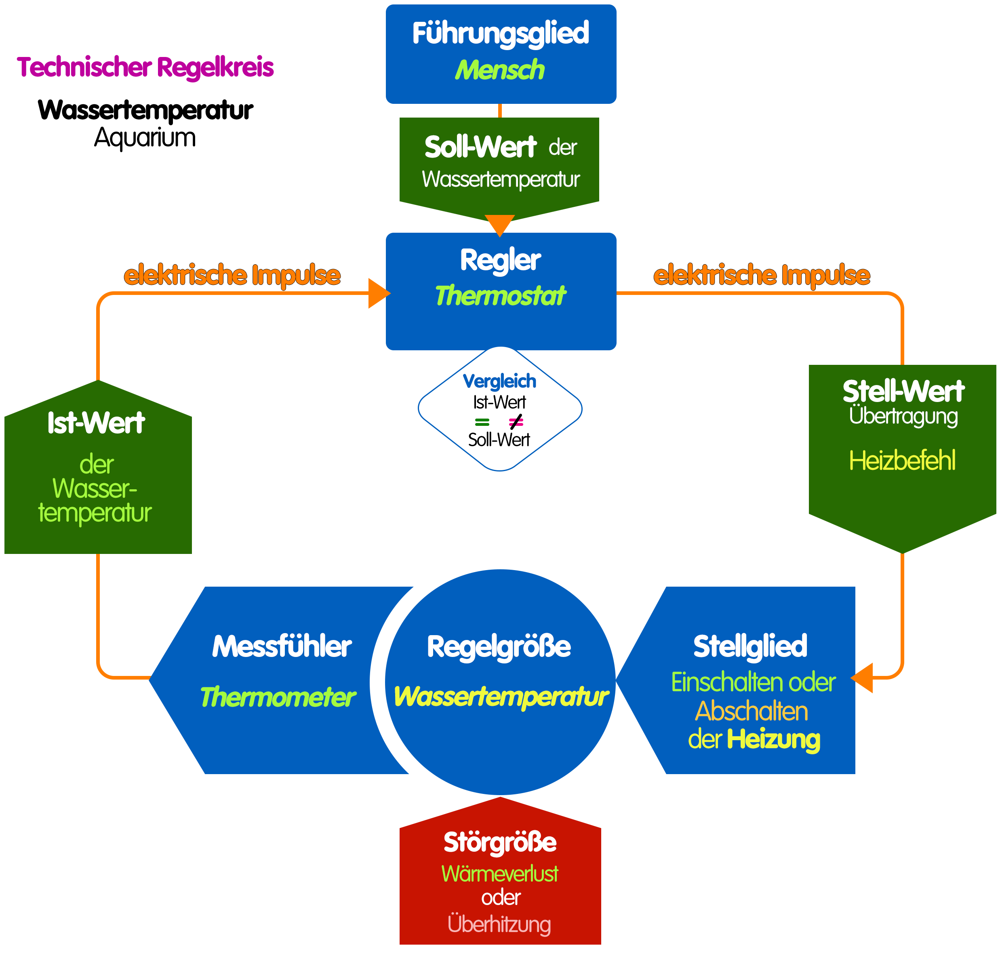 Technischer Regelkreis
Wassertemperatur
Aquarium
Führungsglied
Mensch
Soll-Wert der
Wassertemperatur
elektrische Impulse
Regler
Thermostat
elektrische Impulse
Vergleich
Ist-Wert
= ≠
Soll-Wert
Ist-Wert
der
Wasser-
temperatur
Stell-Wert
Übertragung
Heizbefehl
Messfühler
Thermometer
Regelgröße
Wassertemperatur
Stellglied
Einschalten oder
Abschalten
der Heizung
Störgröße
Wärmeverlust
oder
Überhitzung